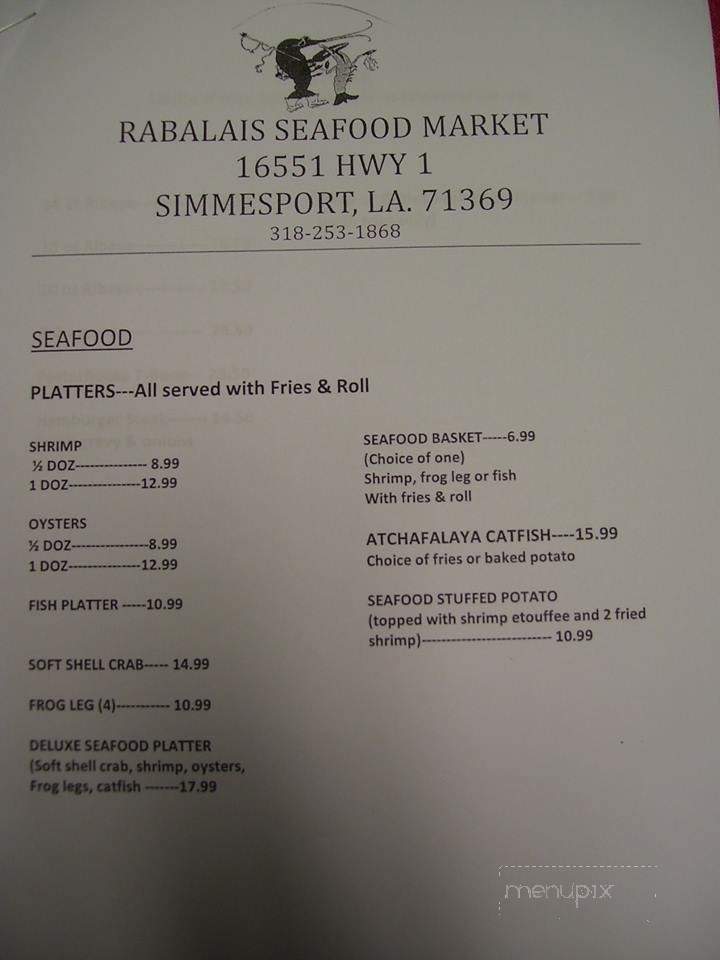 RABALAIS SEAFOOD MARKET
16551 HWY 1
SIMMESPORT, LA. 71369
318-253-1868
SEAFOOD
PLATTERS---All served with Fries & Roll
SHRIMP
½ DOZ--------------- 8.99
1 DOZ---------------12.99
OYSTERS
½ DOZ----------------8.99
1 DOZ---------------12.99
FISH PLATTER -----10.99
SOFT SHELL CRAB----- 14.99
FROG LEG (4)----------- 10.99
DELUXE SEAFOOD PLATTER
(Soft shell crab, shrimp, oysters,
Frog legs, catfish -------17.99
SEAFOOD BASKET-----6.99
(Choice of one)
Shrimp, frog leg or fish
With fries & roll
ATCHAFALAYA CATFISH----15.99
Choice of fries or baked potato
SEAFOOD STUFFED POTATO
(topped with shrimp etouffee and 2 fried
shrimp)--------------------------- 10.99
menupix